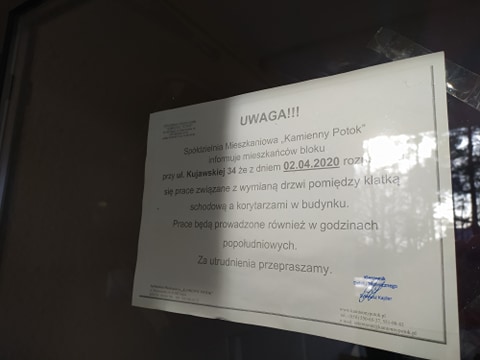 UWAGA!!!
Spółdzielnia Mieszkaniowa „Kamienny Potok”
informuje mieszkańców bloku
przy ul. Kujawskiej 34 że z dniem 02.04.2020
się prace związane z wymianą drzwi pomiędzy klatką
schodową a korytarzami w budynku.
Prace będą prowadzone również w godzinach
popołudniowych.
Za utrudnienia przepraszamy.